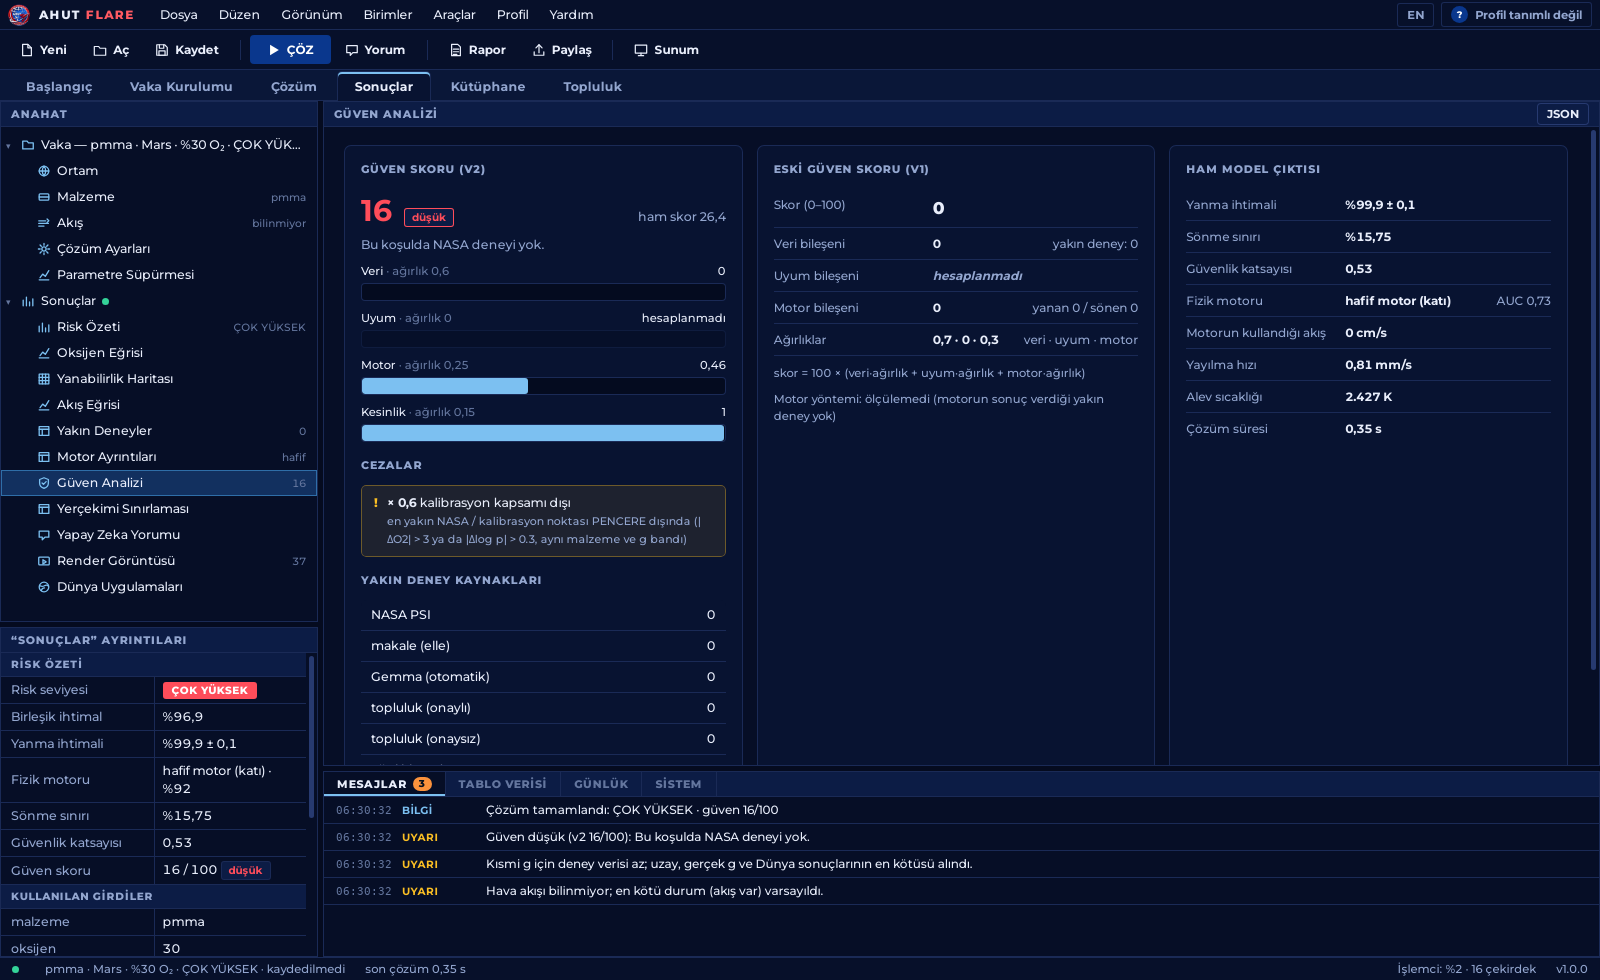 AHUT FLARE Dosya Düzen Görünüm Birimler Araçlar Profil Yardım EN ? Profil tanımlı değil
Yeni Aç Kaydet ÇÖZ Yorum Rapor Paylaş Sunum
Başlangıç Vaka Kurulumu Çözüm Sonuçlar Kütüphane Topluluk
ANAHAT
Vaka — pmma · Mars · %30 O₂ · ÇOK YÜK...
Ortam
Malzeme pmma
Akış bilinmiyor
Çözüm Ayarları
Parametre Süpürmesi
Sonuçlar
Risk Özeti ÇOK YÜKSEK
Oksijen Eğrisi
Yanabilirlik Haritası
Akış Eğrisi
Yakın Deneyler 0
Motor Ayrıntıları hafif
Güven Analizi 16
Yerçekimi Sınırlaması
Yapay Zeka Yorumu
Render Görüntüsü 37
Dünya Uygulamaları
“SONUÇLAR” AYRINTILARI
RİSK ÖZETİ
Risk seviyesi ÇOK YÜKSEK
Birleşik ihtimal %96,9
Yanma ihtimali %99,9 ± 0,1
Fizik motoru hafif motor (katı) ·
%92
Sönme sınırı %15,75
Güvenlik katsayısı 0,53
Güven skoru 16 / 100 düşük
KULLANILAN GİRDİLER
malzeme pmma
oksijen 30
GÜVEN ANALİZİ JSON
GÜVEN SKORU (V2)
16 düşük ham skor 26,4
Bu koşulda NASA deneyi yok.
Veri · ağırlık 0,6 0
Uyum · ağırlık 0 hesaplanmadı
Motor · ağırlık 0,25 0,46
Kesinlik · ağırlık 0,15 1
CEZALAR
! × 0,6 kalibrasyon kapsamı dışı
en yakın NASA / kalibrasyon noktası PENCERE dışında (|
ΔO2| > 3 ya da |Δlog p| > 0.3, aynı malzeme ve g bandı)
YAKIN DENEY KAYNAKLARI
NASA PSI 0
makale (elle) 0
Gemma (otomatik) 0
topluluk (onaylı) 0
topluluk (onaysız) 0
ESKİ GÜVEN SKORU (V1)
Skor (0–100) 0
Veri bileşeni 0 yakın deney: 0
Uyum bileşeni hesaplanmadı
Motor bileşeni 0 yanan 0 / sönen 0
Ağırlıklar 0,7 · 0 · 0,3 veri · uyum · motor
skor = 100 × (veri·ağırlık + uyum·ağırlık + motor·ağırlık)
Motor yöntemi: ölçülemedi (motorun sonuç verdiği yakın
deney yok)
HAM MODEL ÇIKTISI
Yanma ihtimali %99,9 ± 0,1
Sönme sınırı %15,75
Güvenlik katsayısı 0,53
Fizik motoru hafif motor (katı) AUC 0,73
Motorun kullandığı akış 0 cm/s
Yayılma hızı 0,81 mm/s
Alev sıcaklığı 2.427 K
Çözüm süresi 0,35 s
MESAJLAR 3 TABLO VERİSİ GÜNLÜK SİSTEM
06:30:32 BİLGİ Çözüm tamamlandı: ÇOK YÜKSEK · güven 16/100
06:30:32 UYARI Güven düşük (v2 16/100): Bu koşulda NASA deneyi yok.
06:30:32 UYARI Kısmi g için deney verisi az; uzay, gerçek g ve Dünya sonuçlarının en kötüsü alındı.
06:30:32 UYARI Hava akışı bilinmiyor; en kötü durum (akış var) varsayıldı.
pmma · Mars · %30 O₂ · ÇOK YÜKSEK · kaydedilmedi son çözüm 0,35 s İşlemci: %2 · 16 çekirdek v1.0.0